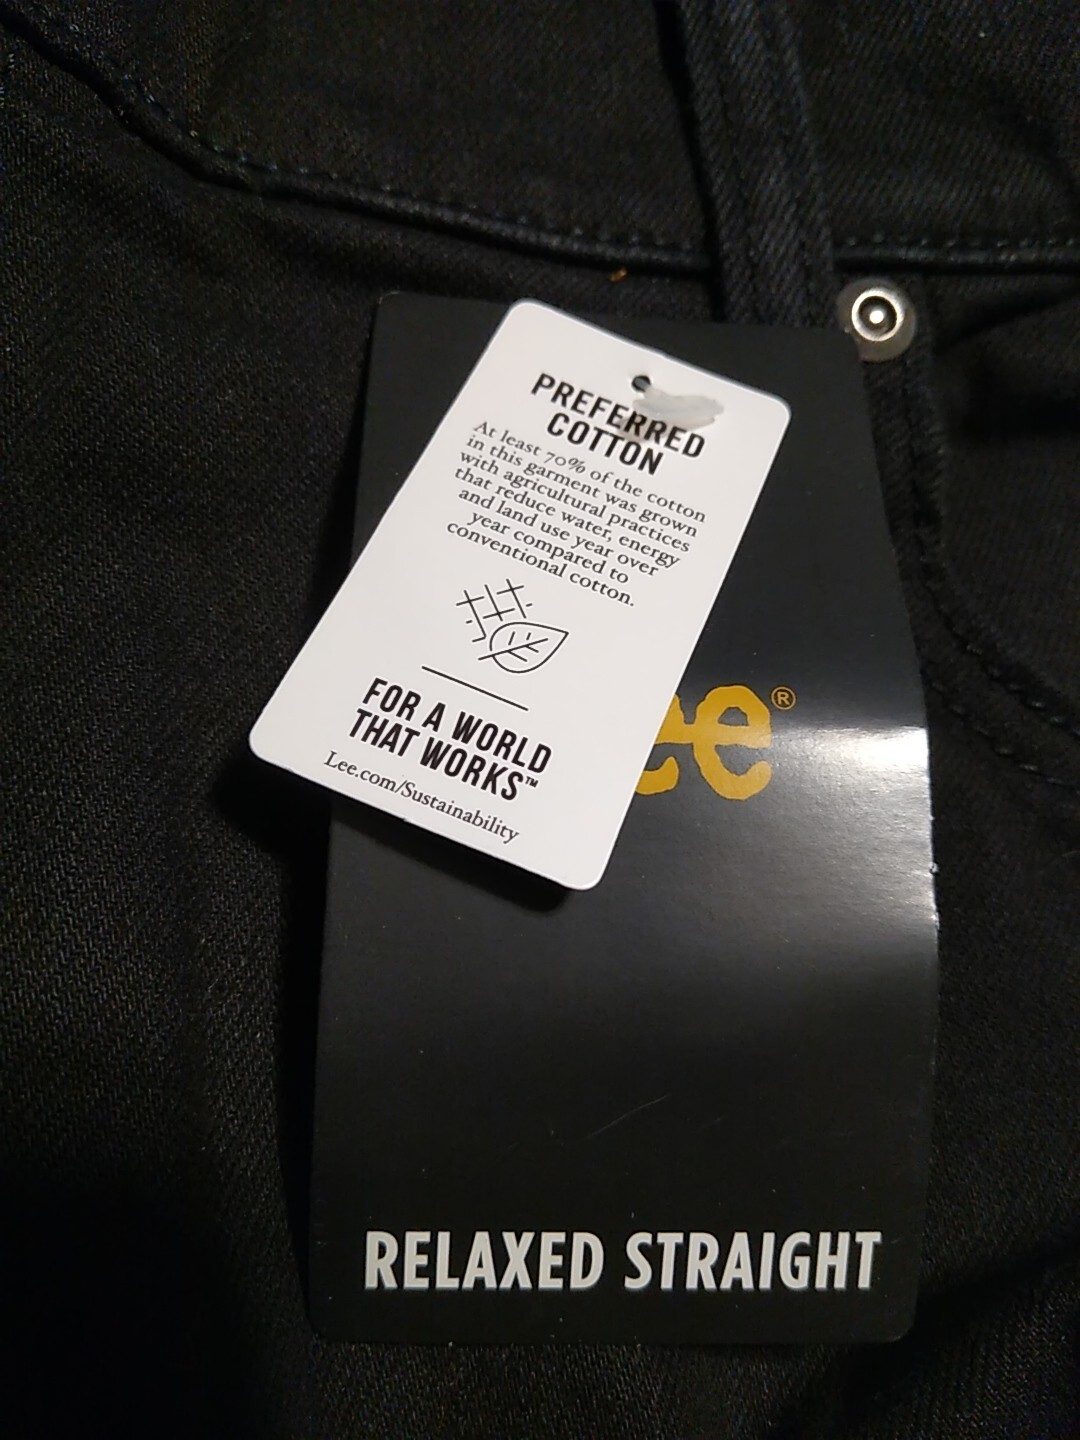 PREFERRED
COTTON
At least 70% of the cotton
in this garment was grown
with agricultural practices
that reduce water, energy
and land use year over
year compared to
conventional cotton.
FOR A WORLD
THAT WORKS™
Lee.com/Sustainability
ee®
RELAXED STRAIGHT